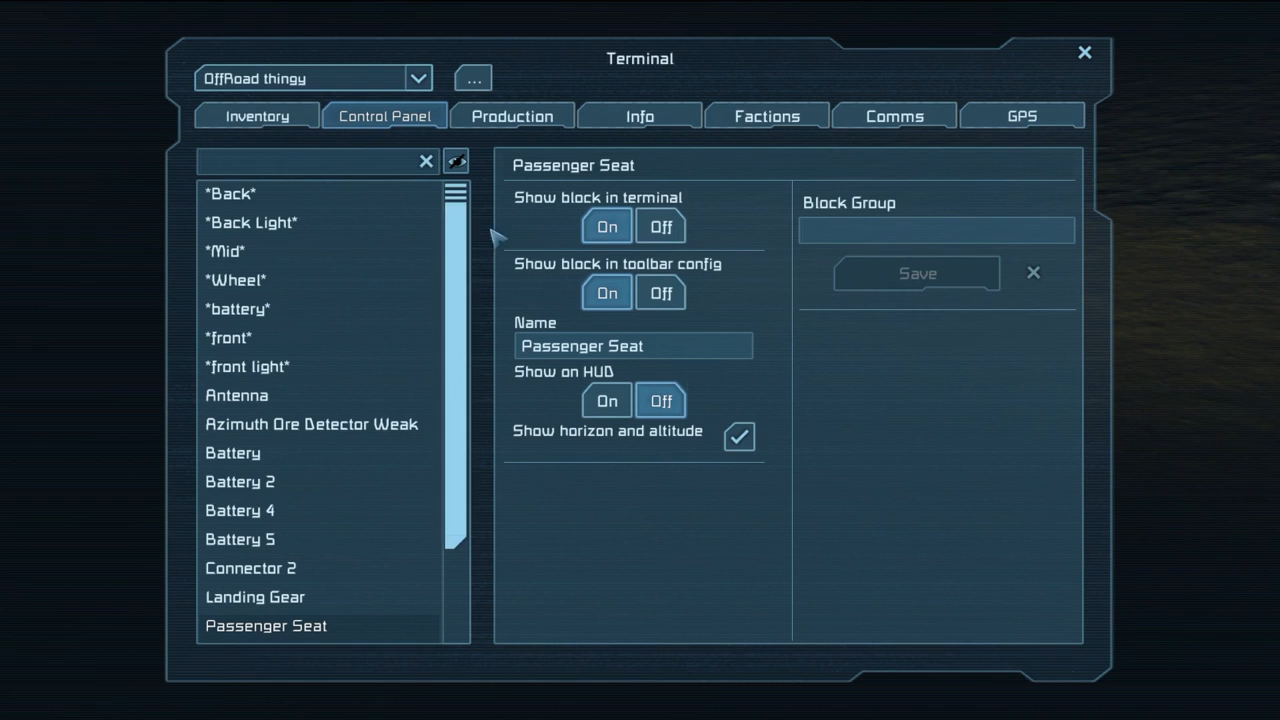 Terminal
OffRoad thingy
...
Inventory
Control Panel
Production
Info
Factions
Comms
GPS
*Back*
*Back Light*
*Mid*
*Wheel*
*battery*
*front*
*front light*
Antenna
Azimuth Ore Detector Weak
Battery
Battery 2
Battery 4
Battery 5
Connector 2
Landing Gear
Passenger Seat
Passenger Seat
Show block in terminal
On Off
Show block in toolbar config
On Off
Name
Passenger Seat
Show on HUD
On Off
Show horizon and altitude
Block Group
Save